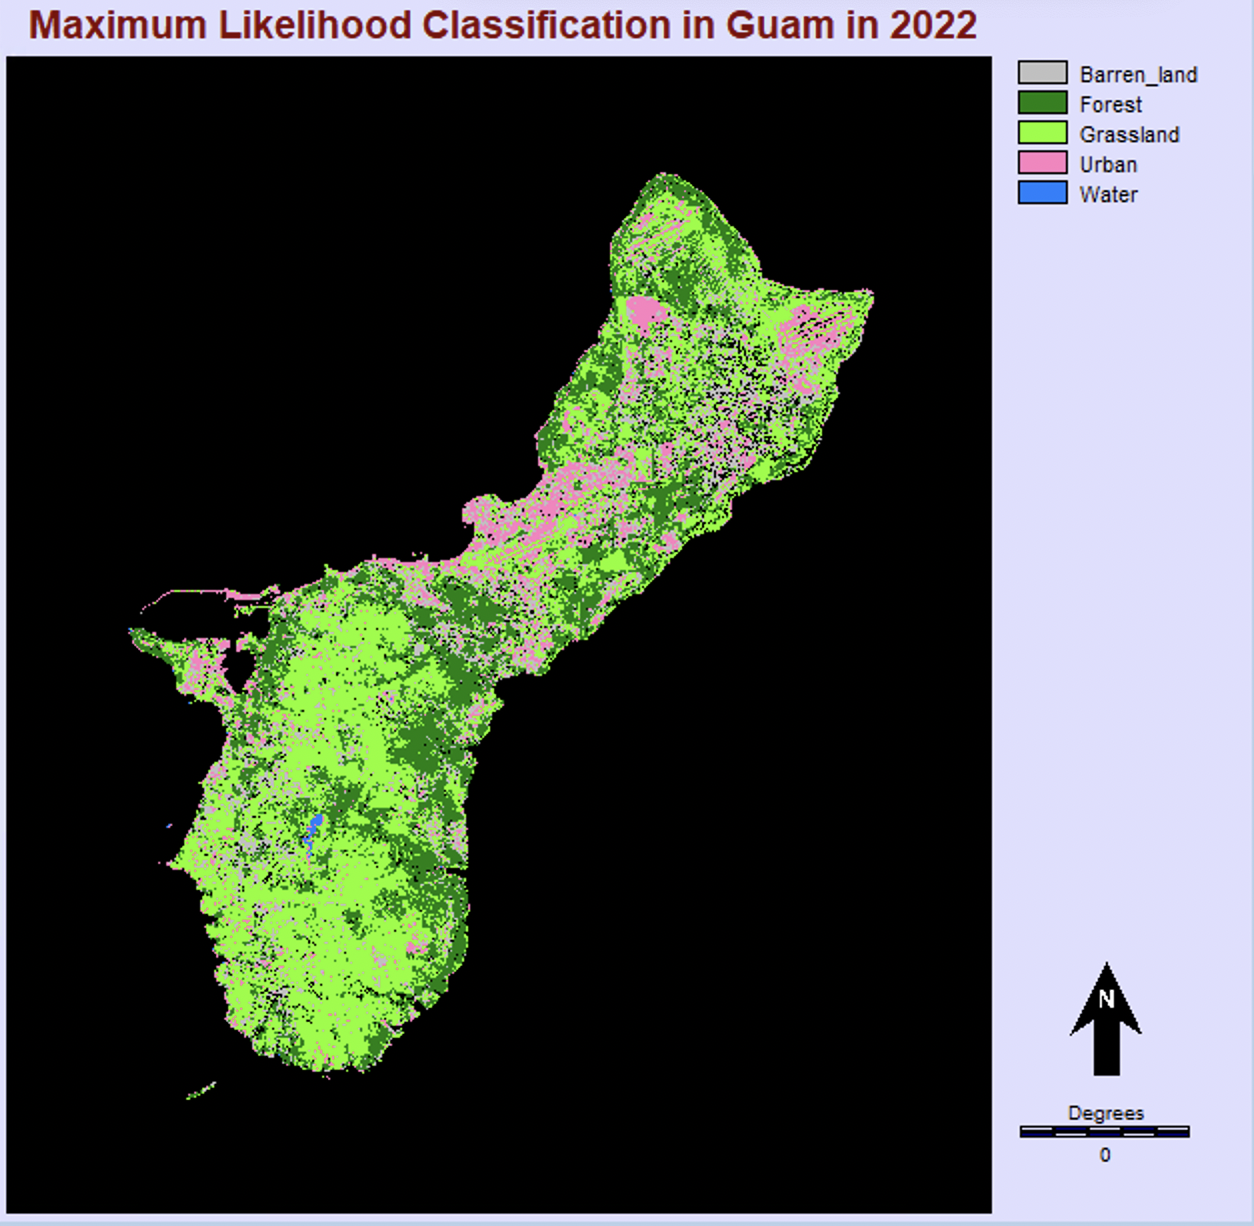 Maximum Likelihood Classification in Guam in 2022
Barren_land
Forest
Grassland
Urban
Water
N
Degrees
0